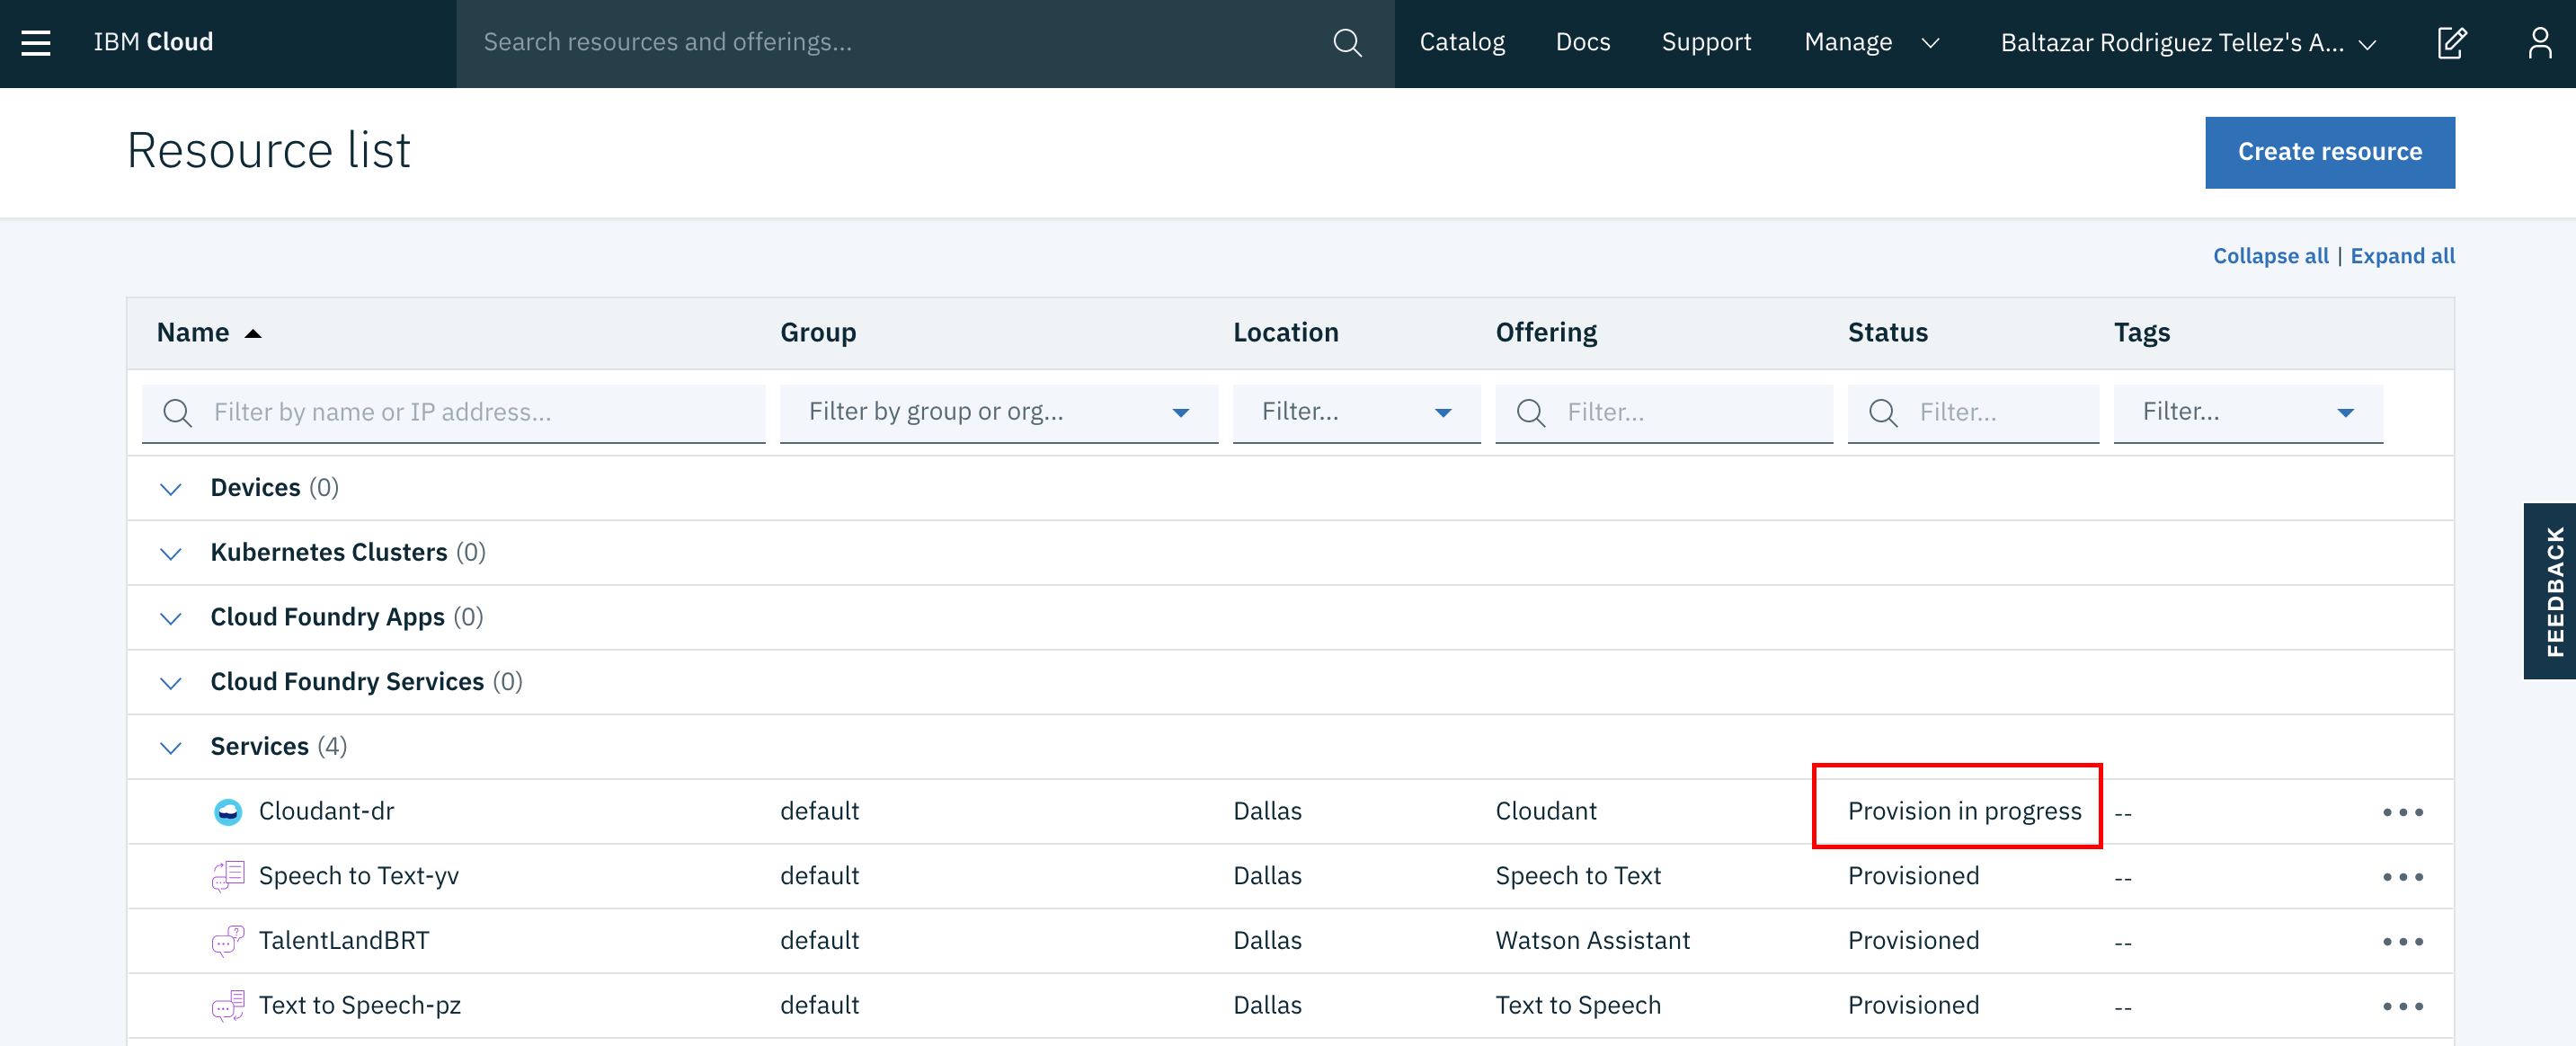 IBM Cloud Search resources and offerings... Catalog Docs Support Manage Baltazar Rodriguez Tellez's A...
Resource list Create resource
Collapse all | Expand all
Name Group Location Offering Status Tags
Filter by name or IP address... Filter by group or org... Filter... Filter... Filter... Filter...
Devices (0)
Kubernetes Clusters (0)
FEEDBACK
Cloud Foundry Apps (0)
Cloud Foundry Services (0)
Services (4)
Cloudant-dr default Dallas Cloudant Provision in progress --
Speech to Text-yv default Dallas Speech to Text Provisioned --
TalentLandBRT default Dallas Watson Assistant Provisioned --
Text to Speech-pz default Dallas Text to Speech Provisioned --